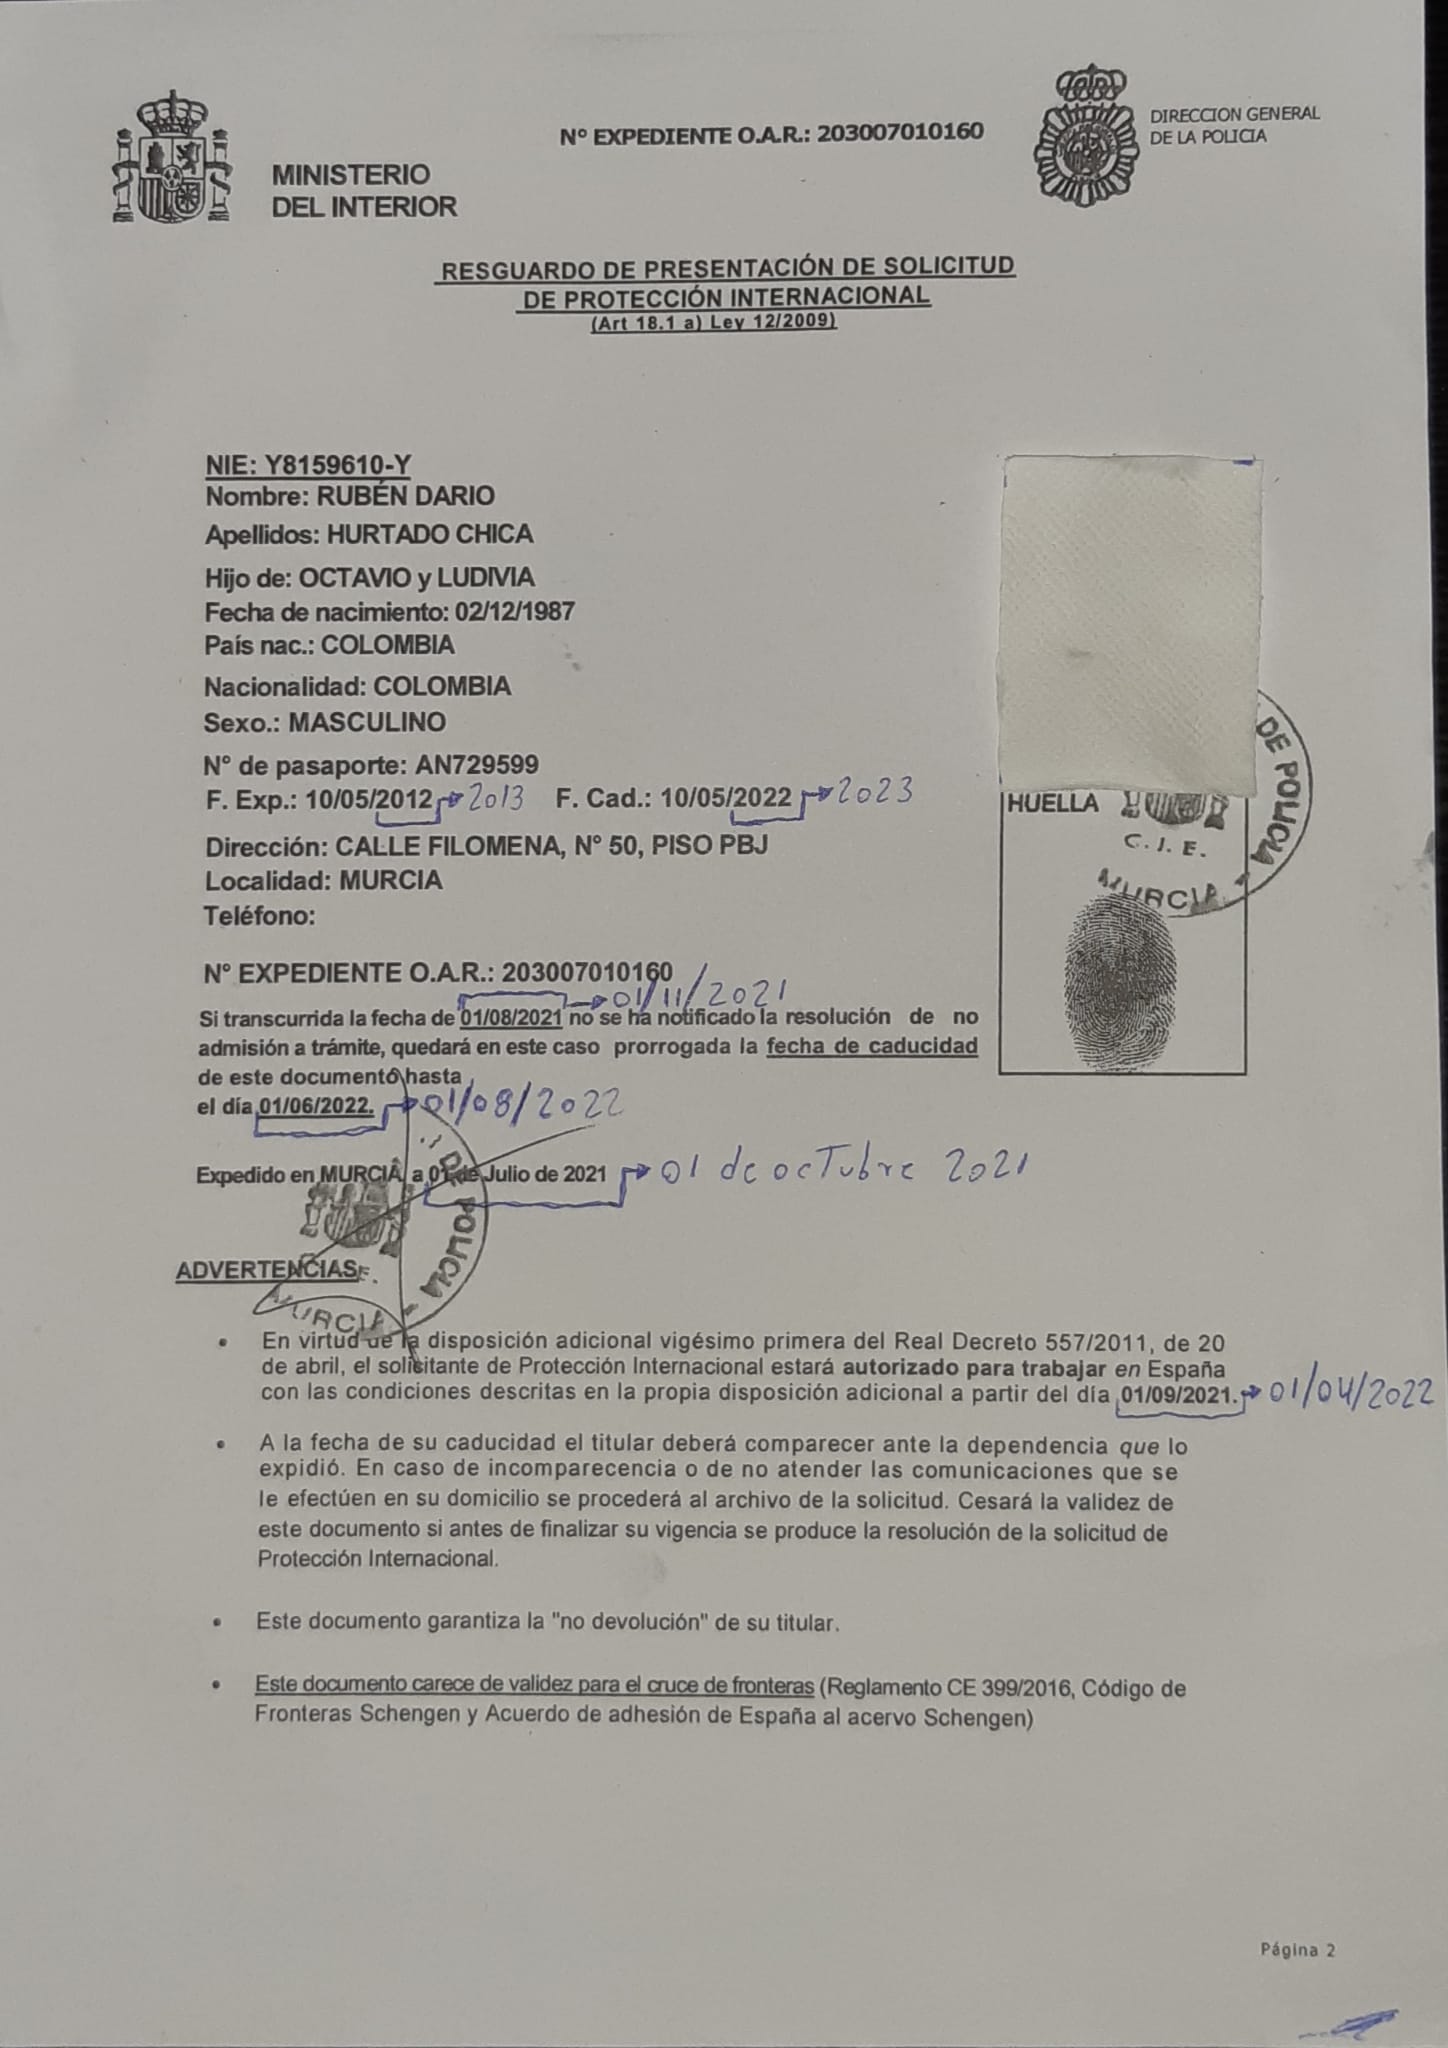 Nº EXPEDIENTE O.A.R.: 203007010160
DIRECCION GENERAL
DE LA POLICIA
MINISTERIO
DEL INTERIOR
RESGUARDO DE PRESENTACIÓN DE SOLICITUD
DE PROTECCIÓN INTERNACIONAL
(Art 18.1 a) Ley 12/2009)
NIE: Y8159610-Y
Nombre: RUBÉN DARIO
Apellidos: HURTADO CHICA
Hijo de: OCTAVIO y LUDIVIA
Fecha de nacimiento: 02/12/1987
País nac.: COLOMBIA
Nacionalidad: COLOMBIA
Sexo.: MASCULINO
N° de pasaporte: AN729599
F. Exp.: 10/05/2012 → 2013 F. Cad.: 10/05/2022 → 2023
HUELLA
DE POLICIA
C.I.E.
MURCIA -
Dirección: CALLE FILOMENA, N° 50, PISO PBJ
Localidad: MURCIA
Teléfono:
N° EXPEDIENTE O.A.R.: 203007010160
→ 01/11/2021
Si transcurrida la fecha de 01/08/2021 no se ha notificado la resolución de no
admisión a trámite, quedará en este caso prorrogada la fecha de caducidad
de este documento hasta
el día 01/06/2022. → 01/08/2022
Expedido en MURCIA a 01 de Julio de 2021 → 01 de octubre 2021
DE POLICIA -
MURCIA
ADVERTENCIAS
• En virtud de la disposición adicional vigésimo primera del Real Decreto 557/2011, de 20
de abril, el solicitante de Protección Internacional estará autorizado para trabajar en España
con las condiciones descritas en la propia disposición adicional a partir del día 01/09/2021. → 01/04/2022
• A la fecha de su caducidad el titular deberá comparecer ante la dependencia que lo
expidió. En caso de incomparecencia o de no atender las comunicaciones que se
le efectúen en su domicilio se procederá al archivo de la solicitud. Cesará la validez de
este documento si antes de finalizar su vigencia se produce la resolución de la solicitud de
Protección Internacional.
• Este documento garantiza la "no devolución" de su titular.
• Este documento carece de validez para el cruce de fronteras (Reglamento CE 399/2016, Código de
Fronteras Schengen y Acuerdo de adhesión de España al acervo Schengen)
Página 2